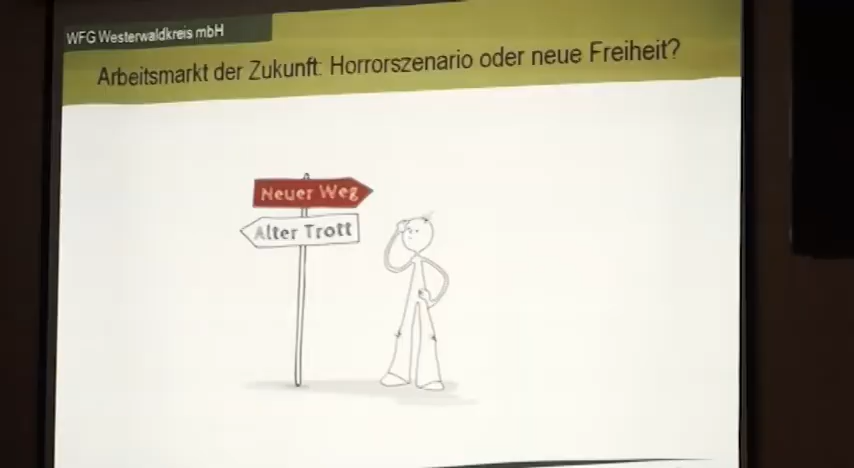 WFG Westerwaldkreis mbH
Arbeitsmarkt der Zukunft: Horrorszenario oder neue Freiheit?
Neuer Weg
Alter Trott